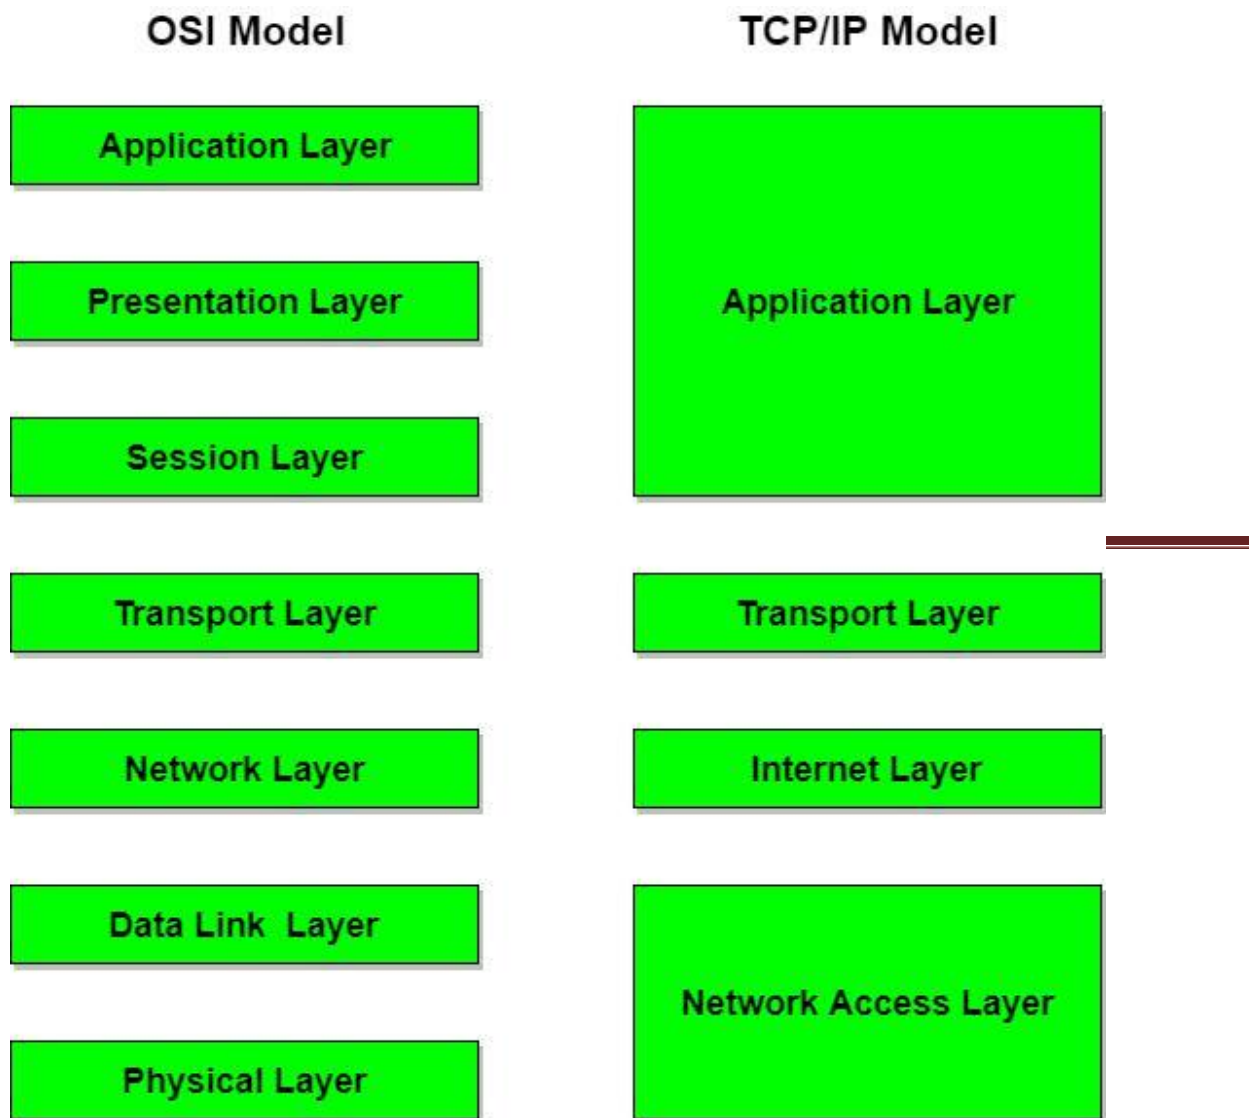 OSI Model
TCP/IP Model
Application Layer
Presentation Layer
Session Layer
Transport Layer
Network Layer
Data Link  Layer
Physical Layer
Application Layer
Transport Layer
Internet Layer
Network Access Layer